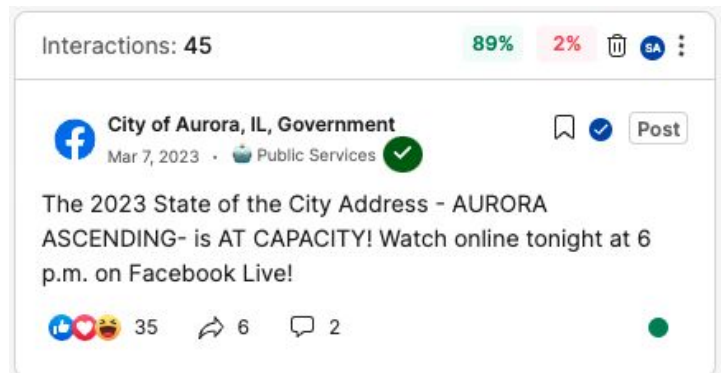 Interactions: 45 89% 2% SA
City of Aurora, IL, Government
Post
Mar 7, 2023 · Public Services
The 2023 State of the City Address - AURORA
ASCENDING- is AT CAPACITY! Watch online tonight at 6
p.m. on Facebook Live!
35 6 2